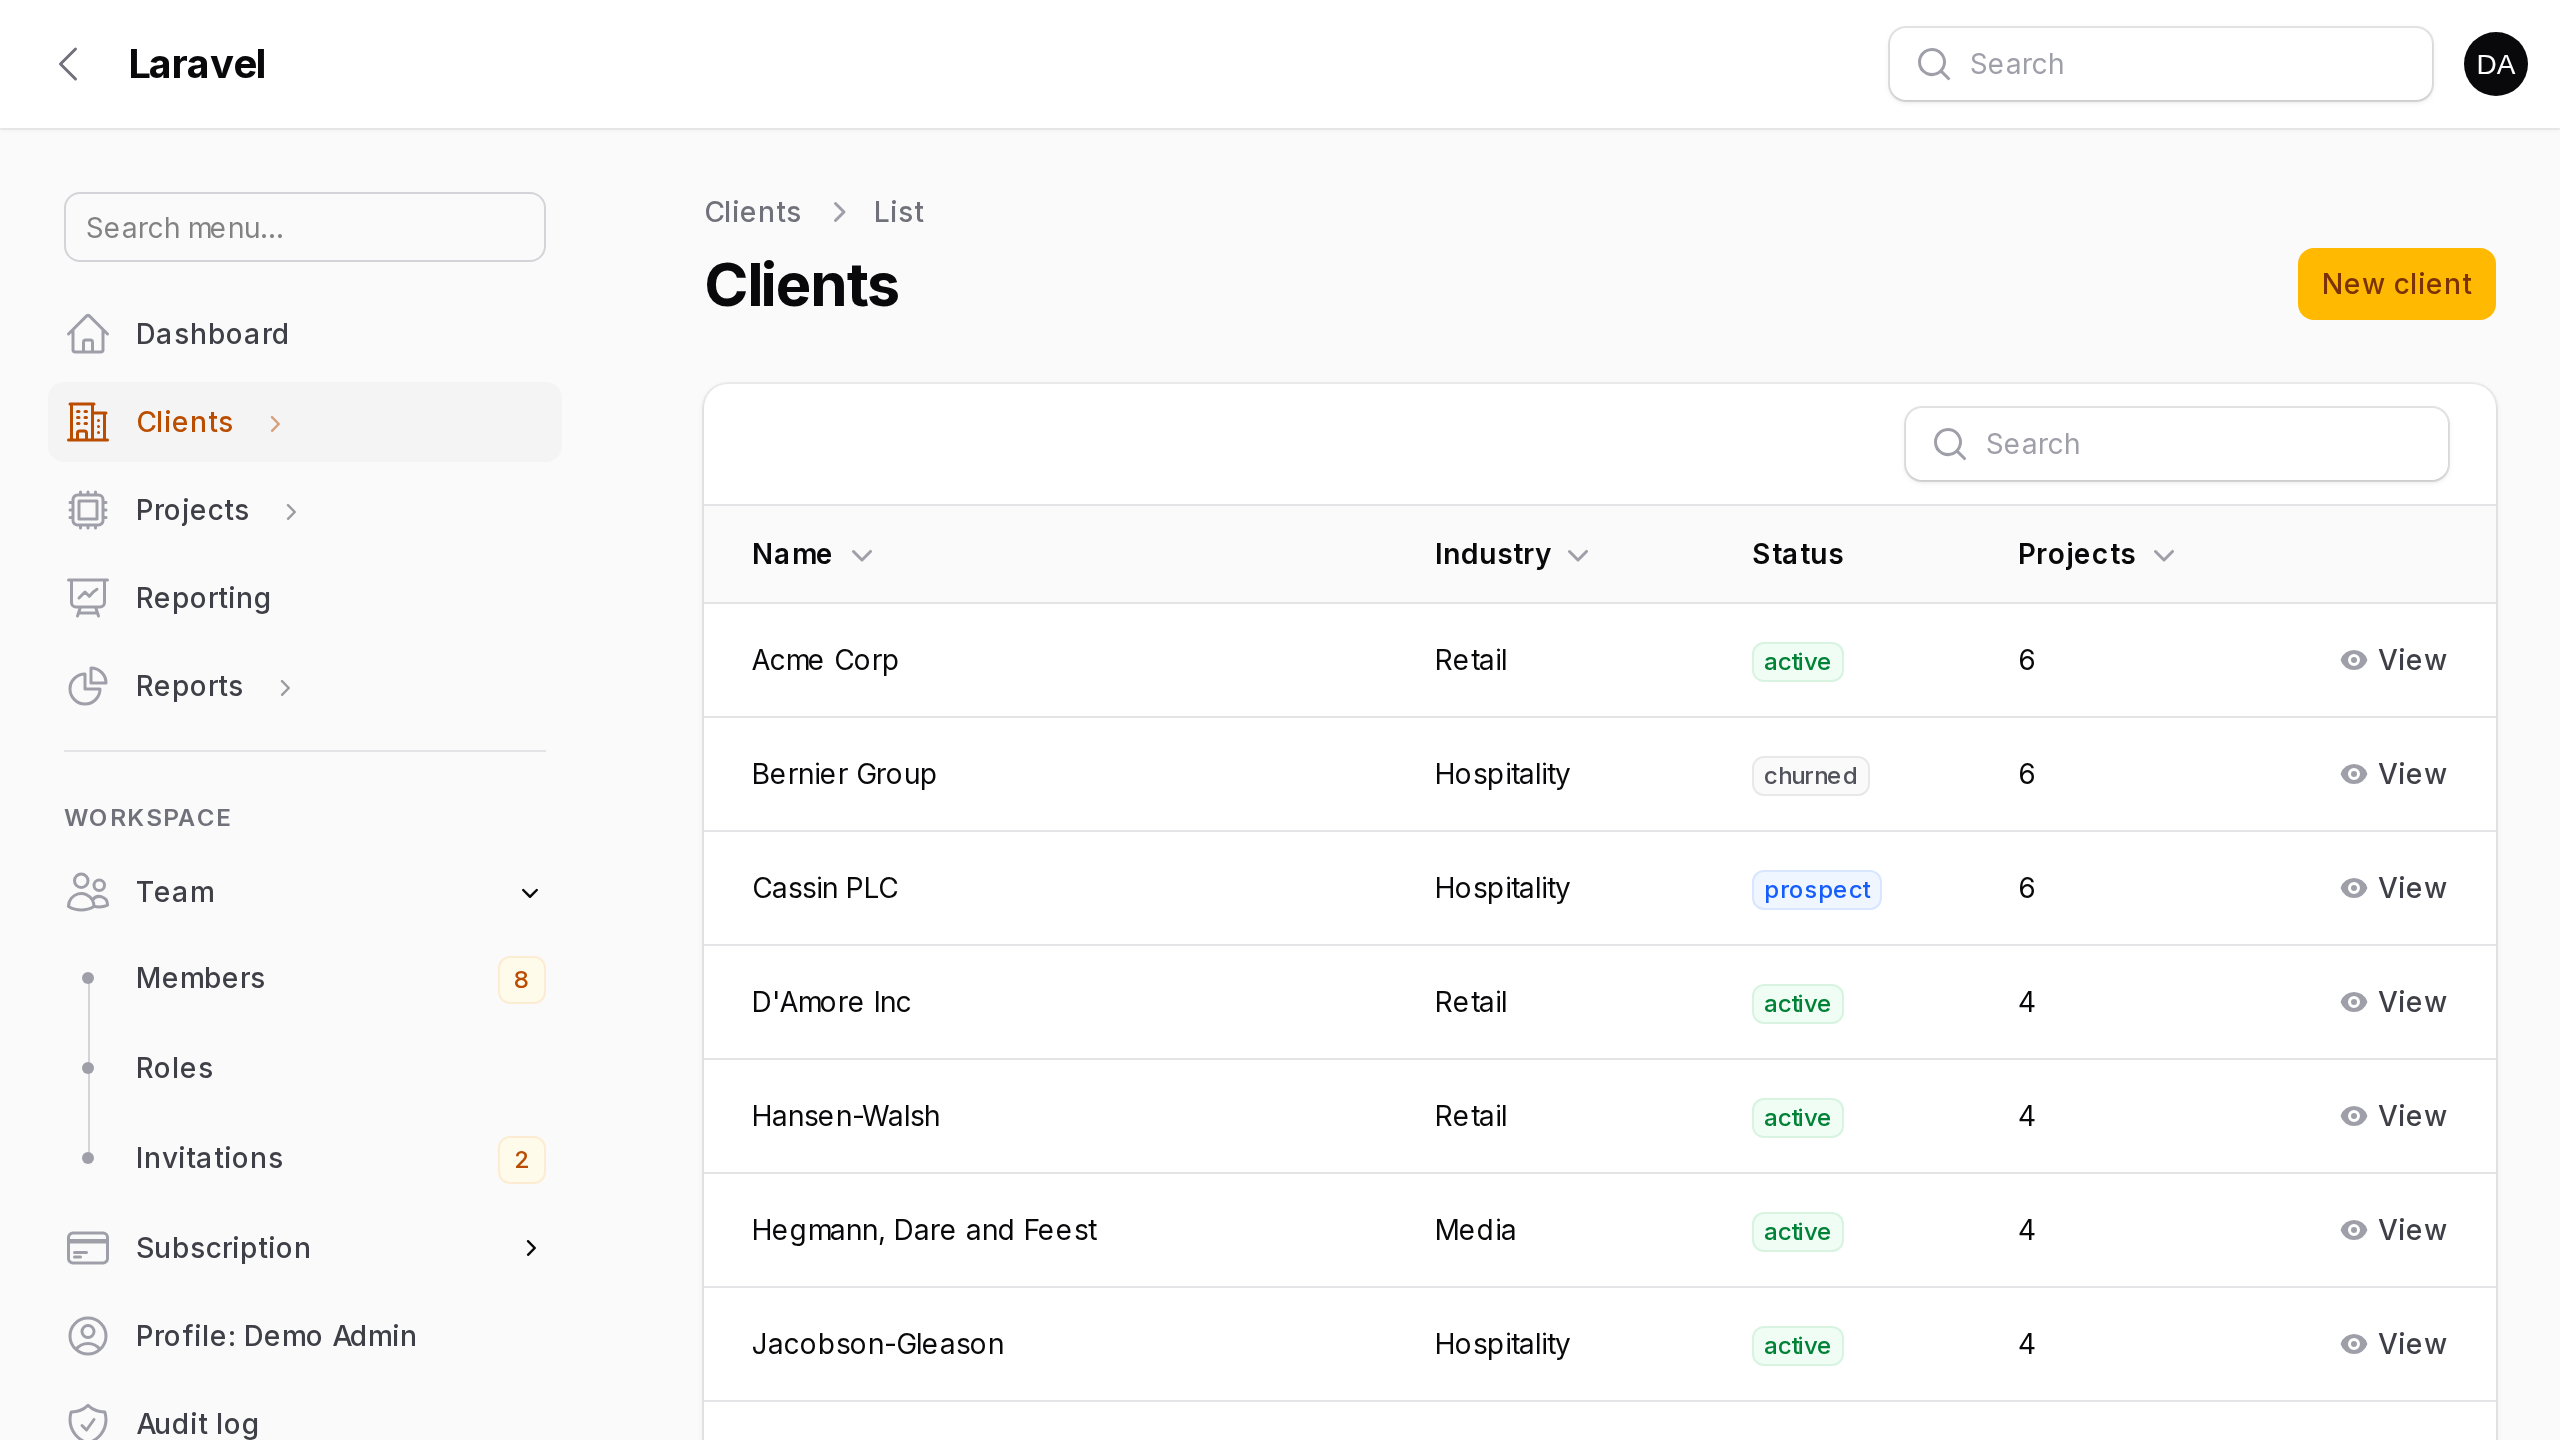 Laravel
Search
DA
Search menu...
Dashboard
Clients
Projects
Reporting
Reports
WORKSPACE
Team
Members 8
Roles
Invitations 2
Subscription
Profile: Demo Admin
Audit log
Clients > List
Clients
New client
Search
Name Industry Status Projects
Acme Corp Retail active 6 View
Bernier Group Hospitality churned 6 View
Cassin PLC Hospitality prospect 6 View
D'Amore Inc Retail active 4 View
Hansen-Walsh Retail active 4 View
Hegmann, Dare and Feest Media active 4 View
Jacobson-Gleason Hospitality active 4 View